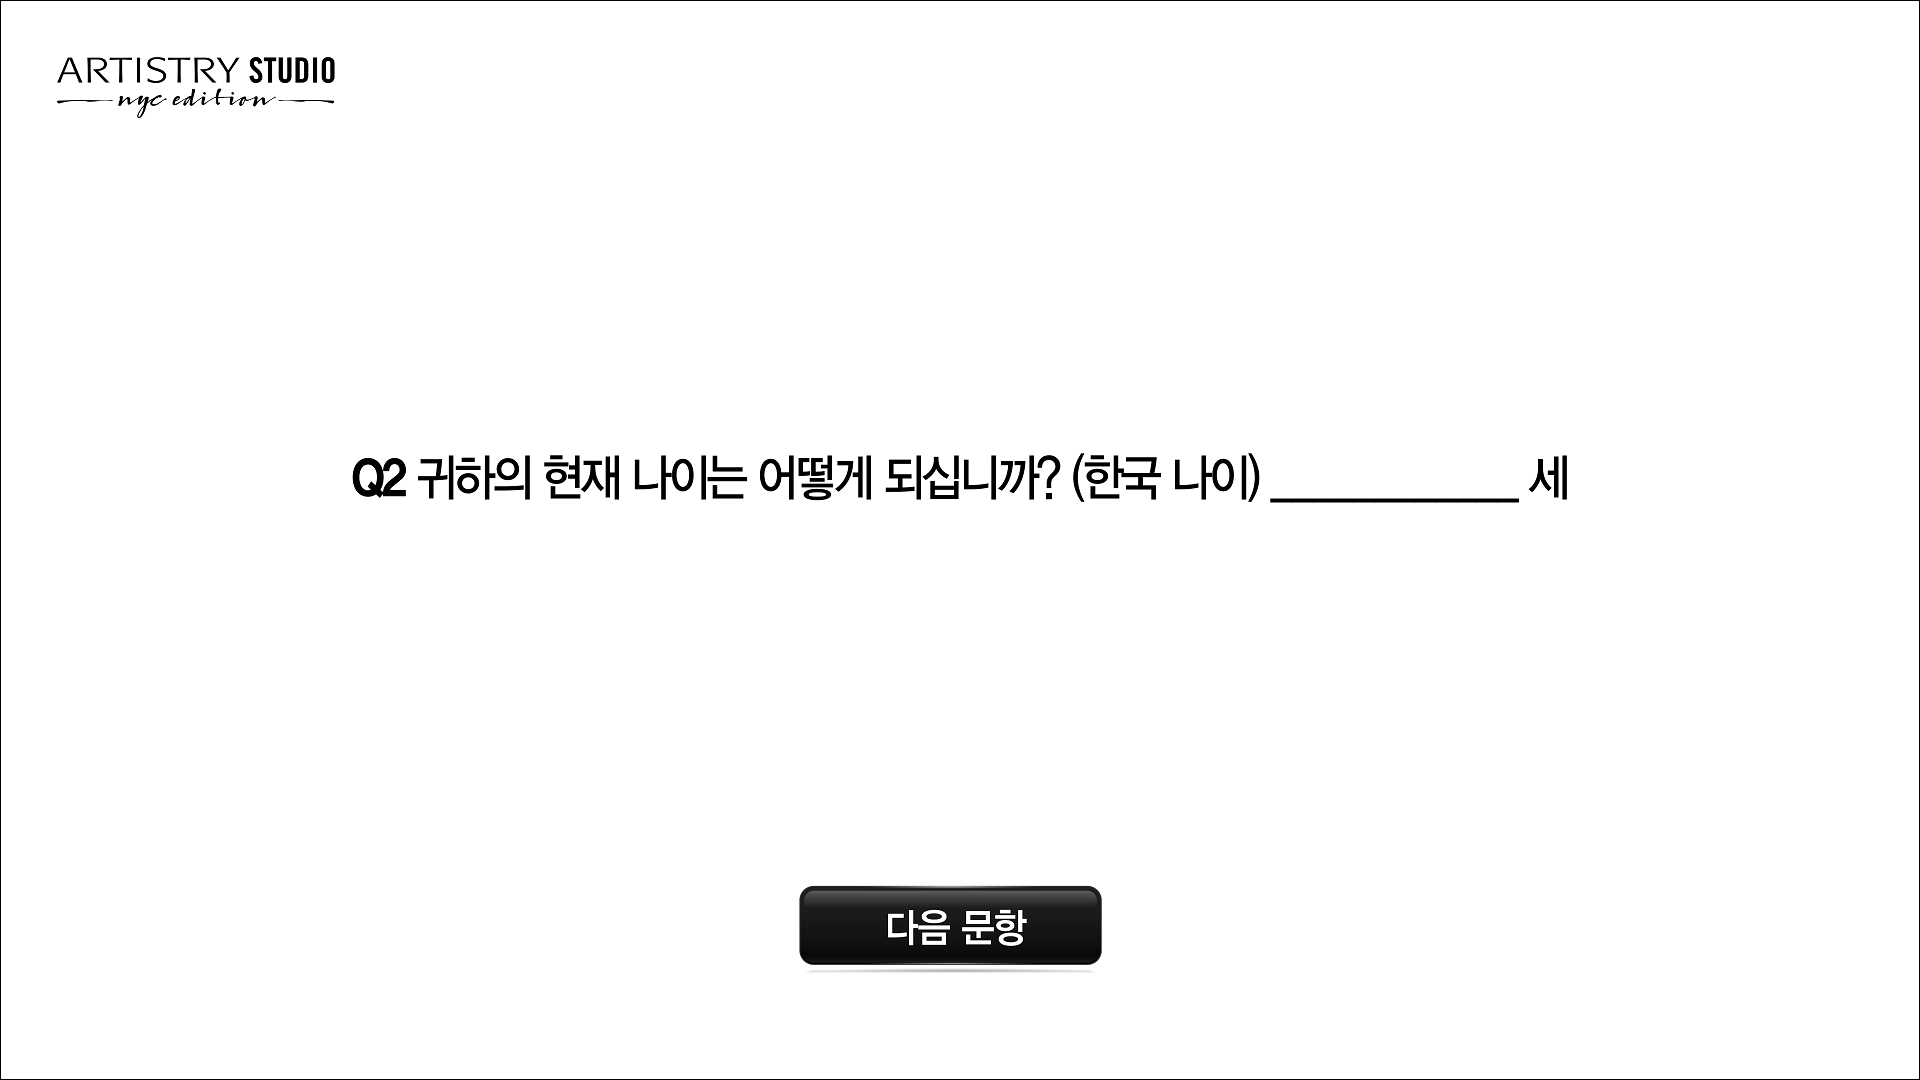 ARTISTRY STUDIO
nyc edition
Q2 귀하의 현재 나이는 어떻게 되십니까? (한국 나이) ____________ 세
다음 문항